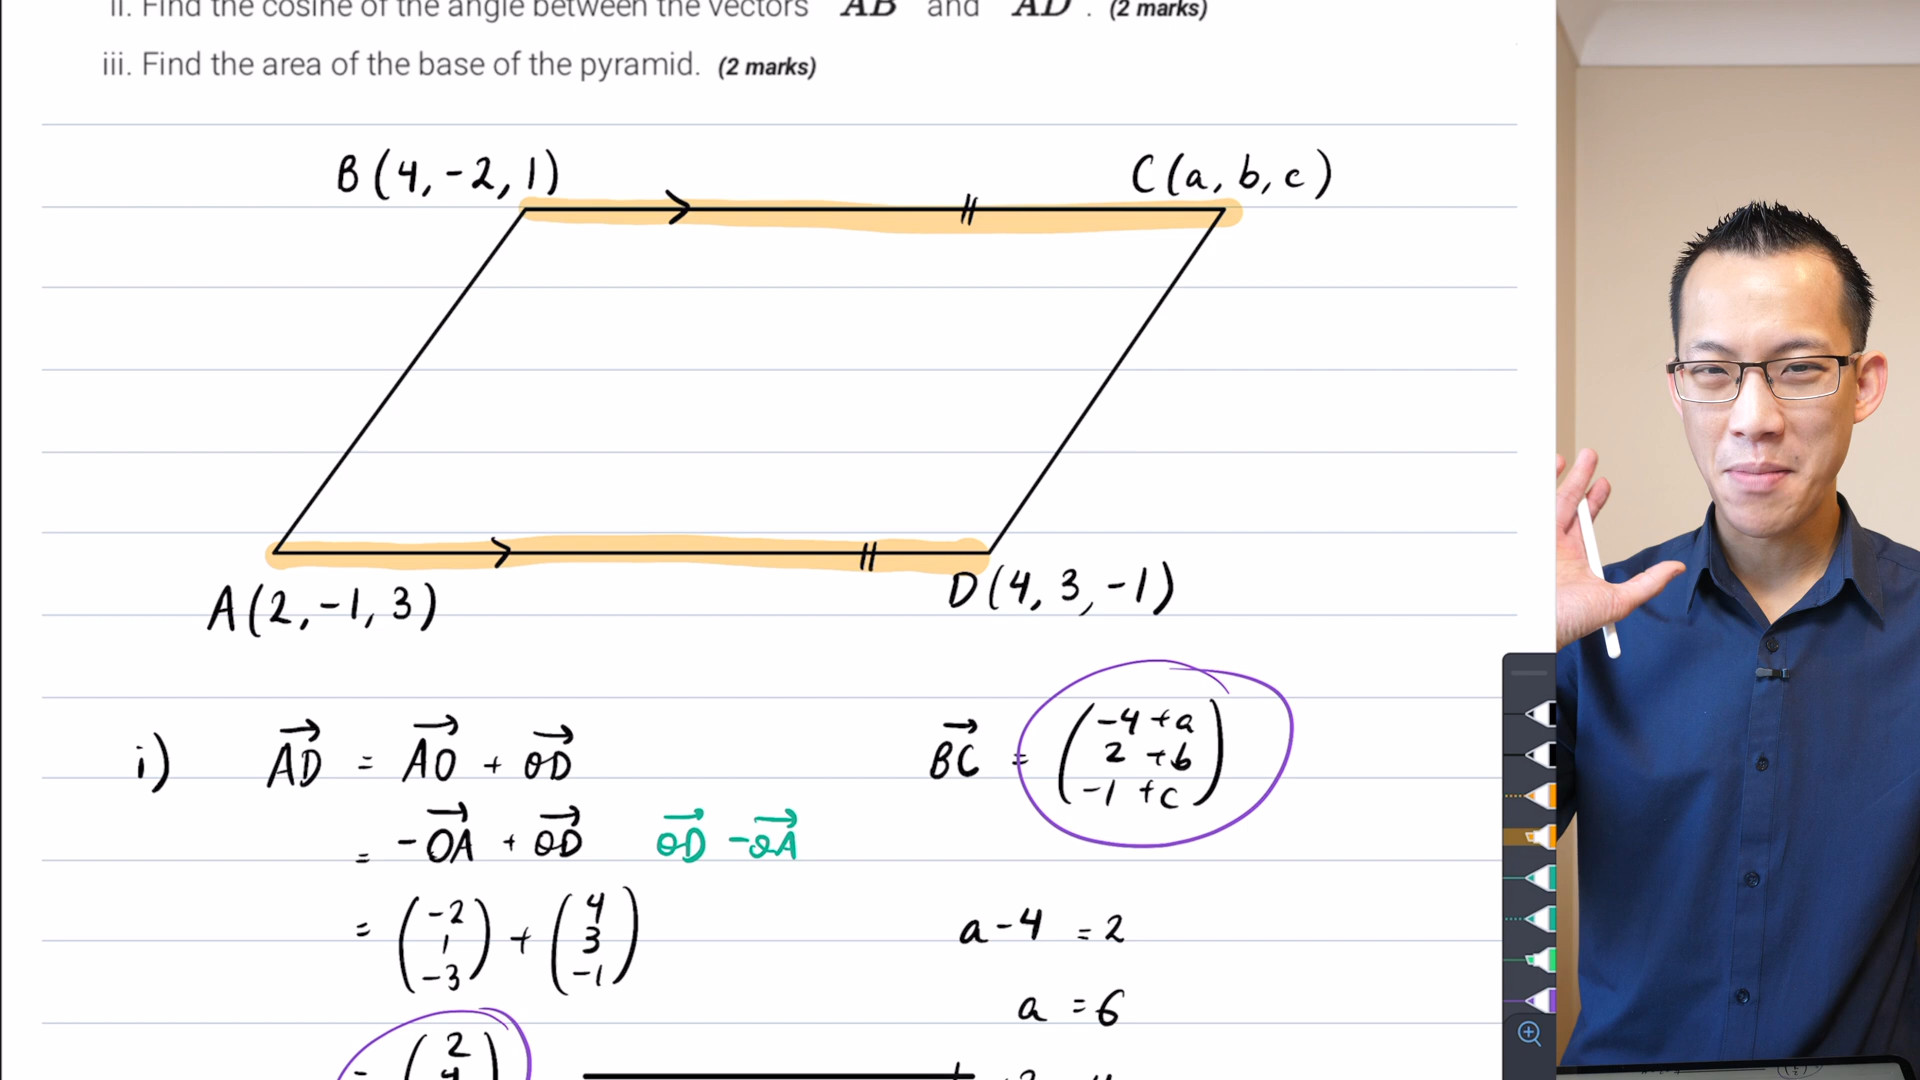 ii. Find the cosine of the angle between the vectors AB and AD . (2 marks)
iii. Find the area of the base of the pyramid. (2 marks)
B(4,-2,1)
C(a,b,c)
A(2,-1,3)
D(4,3,-1)
i) AD = AO + OD
= -OA + OD OD - OA
= (-2 1 -3) + (4 3 -1)
= (2 4
BC = (-4+a 2+b -1+c)
a-4 = 2
a = 6